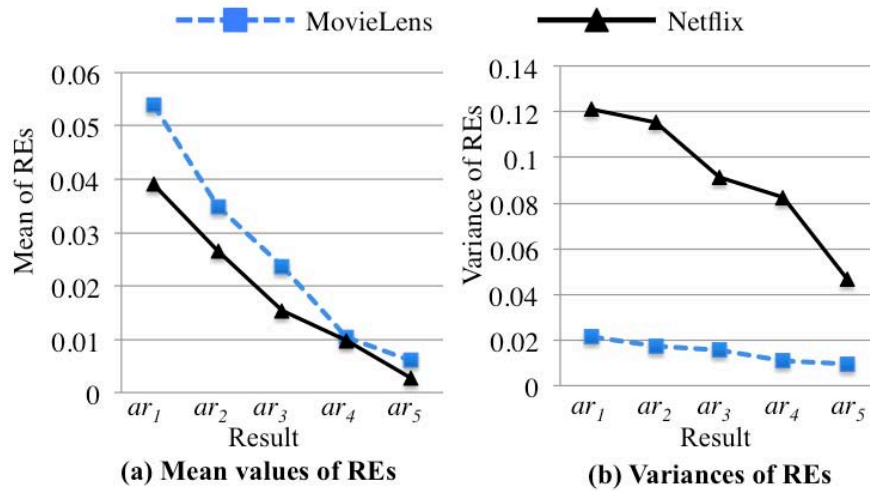 MovieLens
Netflix
Mean of REs
0.06
0.05
0.04
0.03
0.02
0.01
0
ar1 ar2 ar3 ar4 ar5
Result
(a) Mean values of REs
Variance of REs
0.14
0.12
0.1
0.08
0.06
0.04
0.02
0
ar1 ar2 ar3 ar4 ar5
Result
(b) Variances of REs